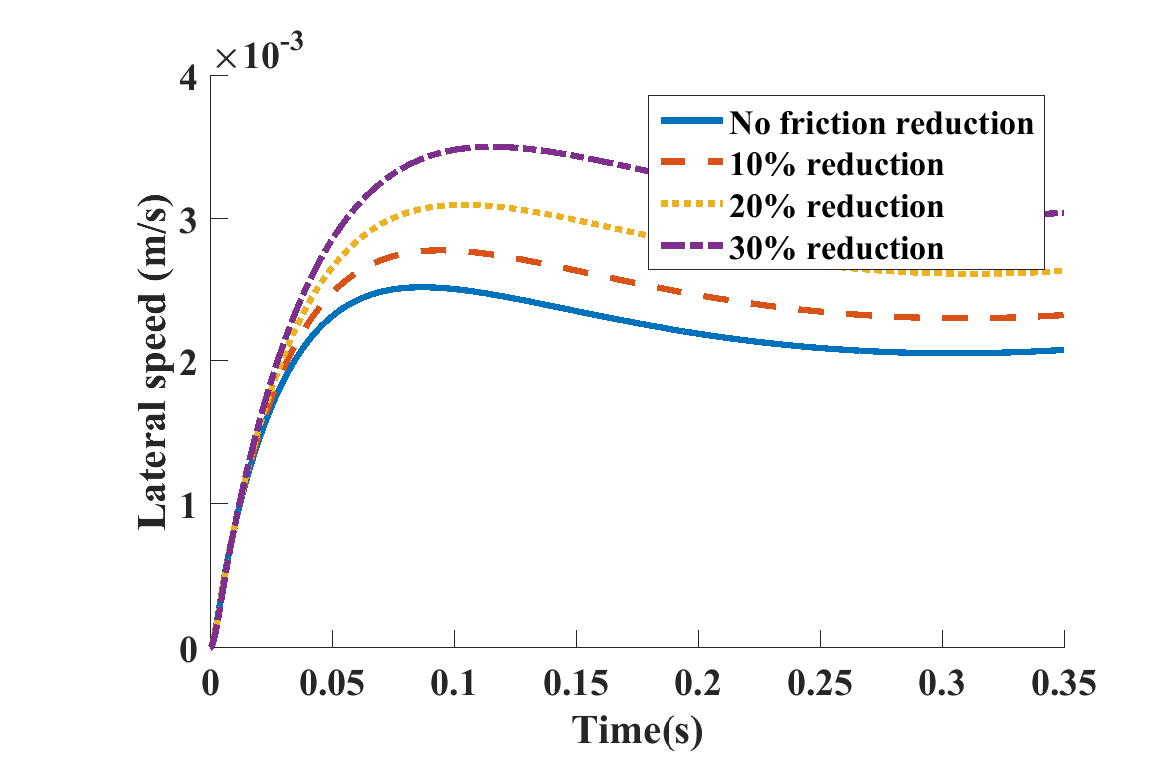 ×10-3
4
3
2
1
0
Lateral speed (m/s)
No friction reduction
10% reduction
20% reduction
30% reduction
0 0.05 0.1 0.15 0.2 0.25 0.3 0.35
Time(s)